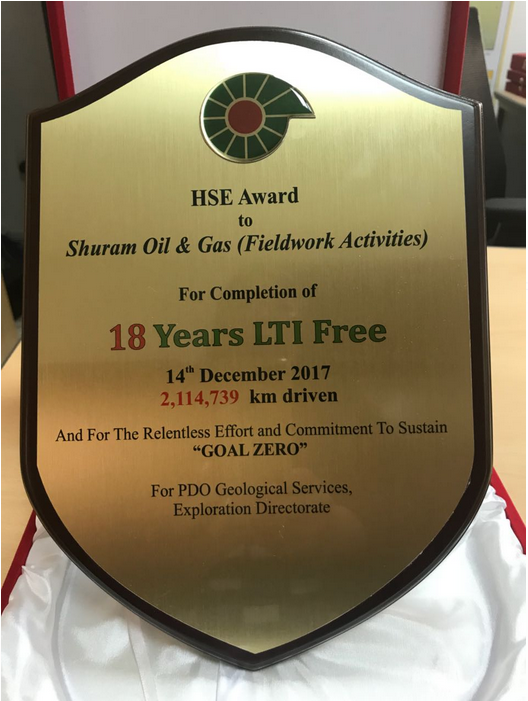 HSE Award
to
Shuram Oil & Gas (Fieldwork Activities)
For Completion of
18 Years LTI Free
14th December 2017
2,114,739 km driven
And For The Relentless Effort and Commitment To Sustain
“GOAL ZERO”
For PDO Geological Services,
Exploration Directorate